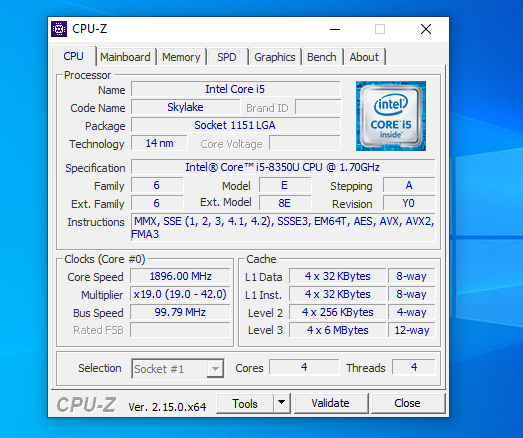 CPU-Z
CPU Mainboard Memory SPD Graphics Bench About
Processor
Name Intel Core i5
Code Name Skylake Brand ID
Package Socket 1151 LGA
Technology 14 nm Core Voltage
intel
CORE i5
inside™
Specification Intel® Core™ i5-8350U CPU @ 1.70GHz
Family 6 Model E Stepping A
Ext. Family 6 Ext. Model 8E Revision Y0
Instructions MMX, SSE (1, 2, 3, 4.1, 4.2), SSSE3, EM64T, AES, AVX, AVX2,
FMA3
Clocks (Core #0)
Core Speed 1896.00 MHz
Multiplier x19.0 (19.0 - 42.0)
Bus Speed 99.79 MHz
Rated FSB
Cache
L1 Data 4 x 32 KBytes 8-way
L1 Inst. 4 x 32 KBytes 8-way
Level 2 4 x 256 KBytes 4-way
Level 3 4 x 6 MBytes 12-way
Selection Socket #1 Cores 4 Threads 4
CPU-Z Ver. 2.15.0.x64 Tools Validate Close